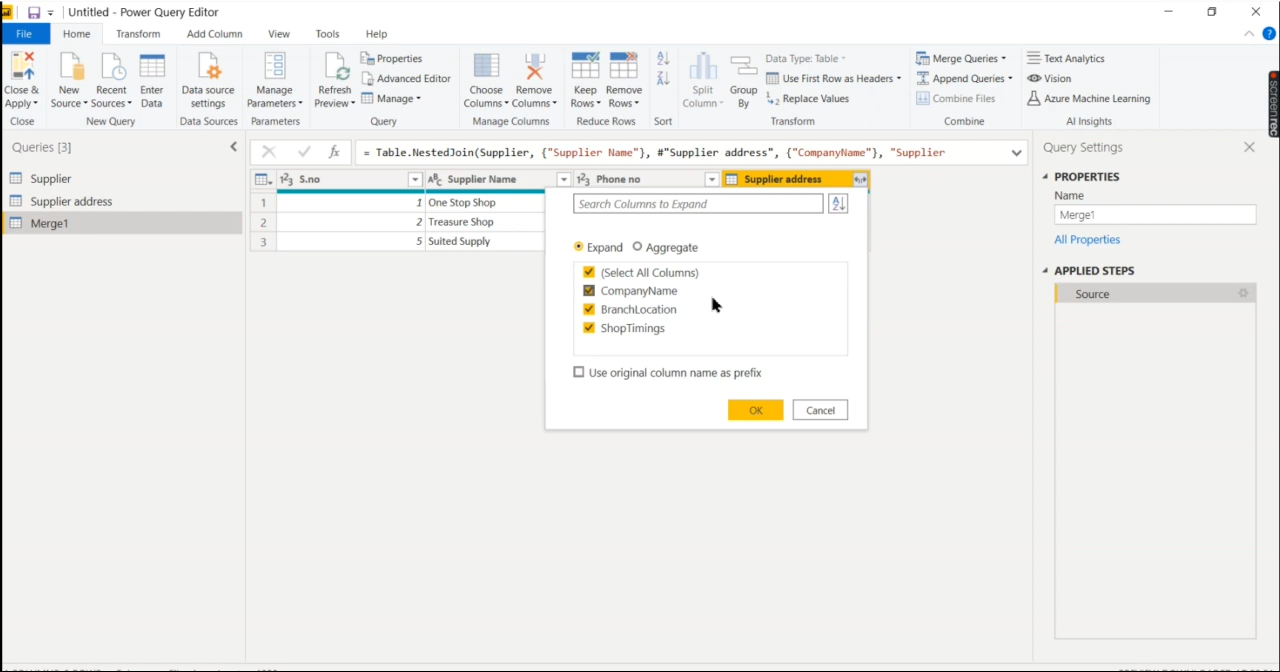 Untitled - Power Query Editor
File Home Transform Add Column View Tools Help
Close & Apply
New Source
Recent Sources
Enter Data
Data source settings
Manage Parameters
Refresh Preview
Properties
Advanced Editor
Manage
Choose Columns
Remove Columns
Keep Rows
Remove Rows
Split Column
Group By
Data Type: Table
Use First Row as Headers
Replace Values
Merge Queries
Append Queries
Combine Files
Text Analytics
Vision
Azure Machine Learning
Close New Query Data Sources Parameters Query Manage Columns Reduce Rows Sort Transform Combine AI Insights
screenrec
Queries [3]
Supplier
Supplier address
Merge1
fx = Table.NestedJoin(Supplier, {"Supplier Name"}, #"Supplier address", {"CompanyName"}, "Supplier
S.no Supplier Name Phone no Supplier address
1 1 One Stop Shop
2 2 Treasure Shop
3 5 Suited Supply
Search Columns to Expand
Expand Aggregate
(Select All Columns)
CompanyName
BranchLocation
ShopTimings
Use original column name as prefix
OK Cancel
Query Settings
PROPERTIES
Name
Merge1
All Properties
APPLIED STEPS
Source